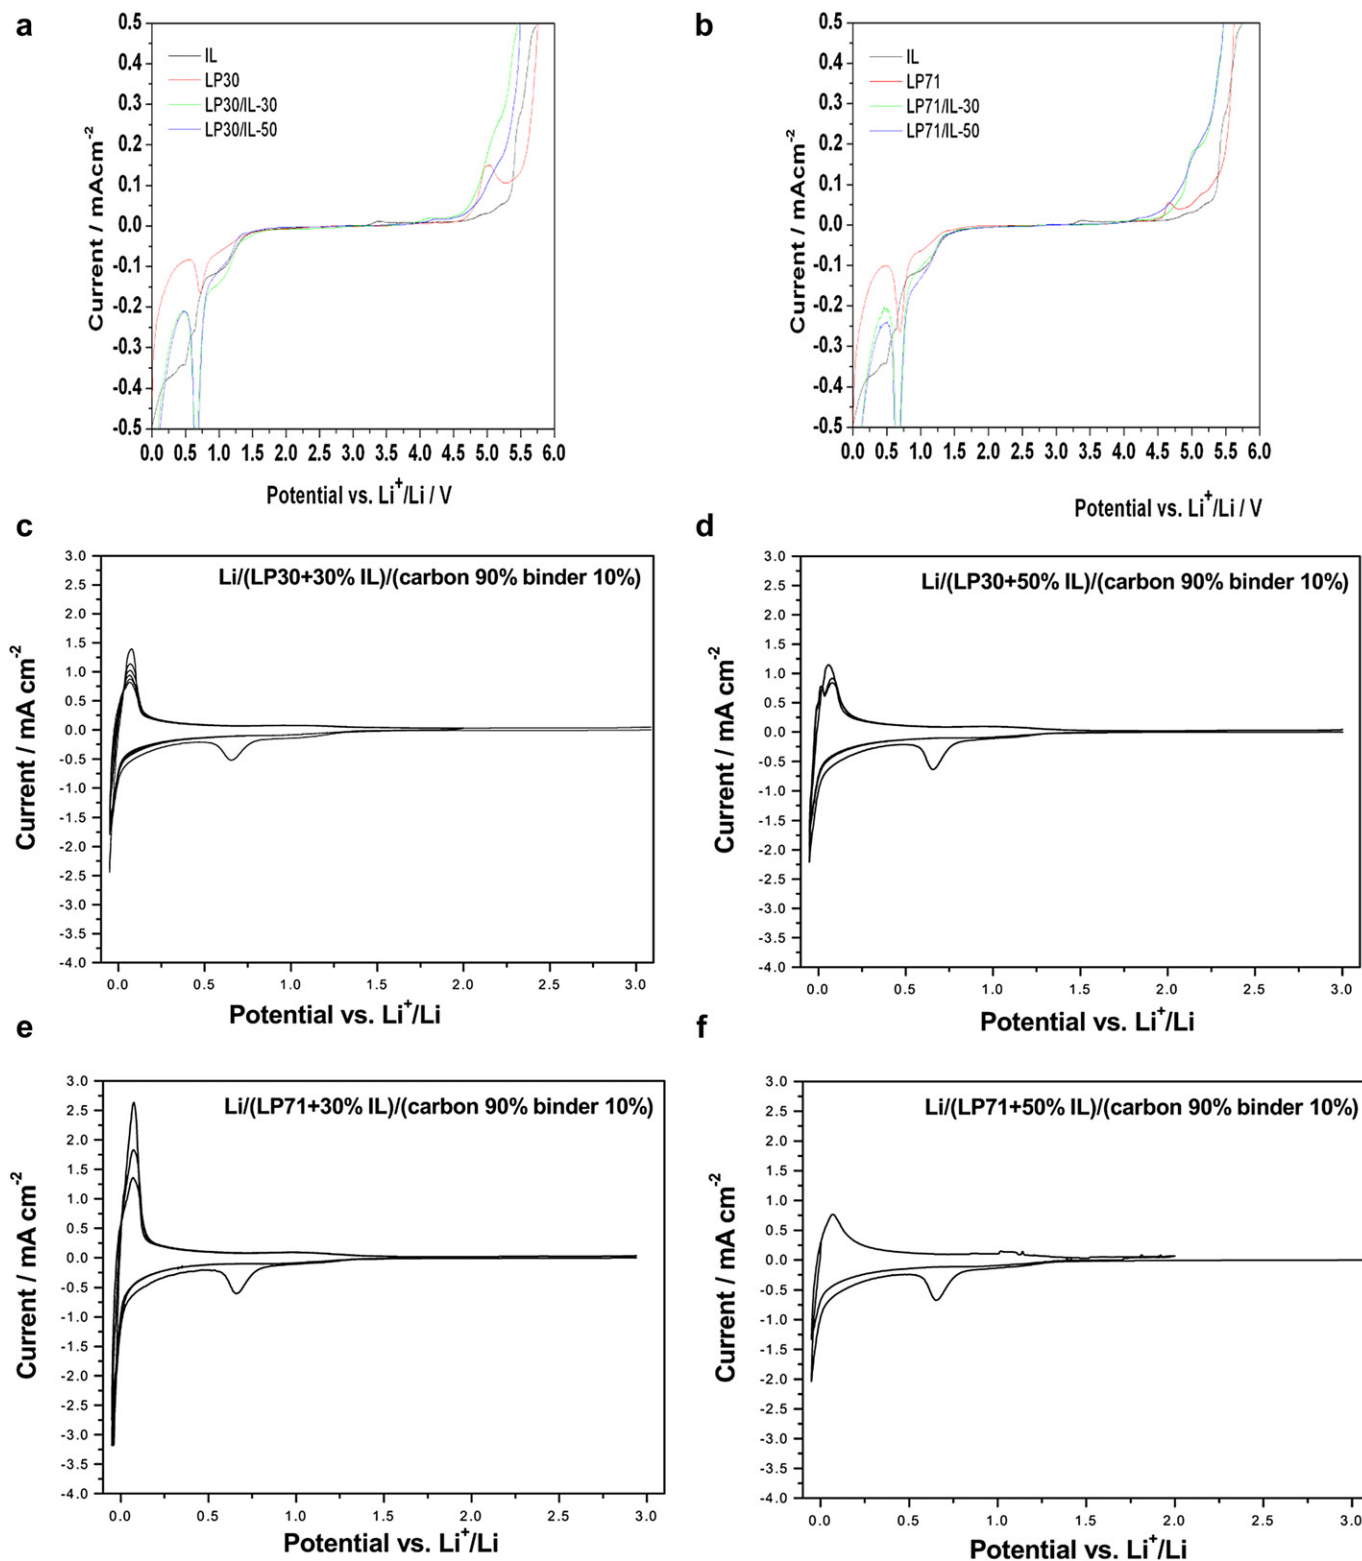 a
0.5
0.4
0.3
0.2
0.1
0.0
-0.1
-0.2
-0.3
-0.4
-0.5
Current / mAcm⁻²
IL
LP30
LP30/IL-30
LP30/IL-50
0.0 0.5 1.0 1.5 2.0 2.5 3.0 3.5 4.0 4.5 5.0 5.5 6.0
Potential vs. Li⁺/Li / V
b
0.5
0.4
0.3
0.2
0.1
0.0
-0.1
-0.2
-0.3
-0.4
-0.5
Current / mAcm⁻²
IL
LP71
LP71/IL-30
LP71/IL-50
0.0 0.5 1.0 1.5 2.0 2.5 3.0 3.5 4.0 4.5 5.0 5.5 6.0
Potential vs. Li⁺/Li / V
c
3.0
2.5
2.0
1.5
1.0
0.5
0.0
-0.5
-1.0
-1.5
-2.0
-2.5
-3.0
-3.5
-4.0
Current / mA cm⁻²
Li/(LP30+30% IL)/(carbon 90% binder 10%)
0.0 0.5 1.0 1.5 2.0 2.5 3.0
Potential vs. Li⁺/Li
d
3.0
2.5
2.0
1.5
1.0
0.5
0.0
-0.5
-1.0
-1.5
-2.0
-2.5
-3.0
-3.5
-4.0
Current / mA cm⁻²
Li/(LP30+50% IL)/(carbon 90% binder 10%)
0.0 0.5 1.0 1.5 2.0 2.5 3.0
Potential vs. Li⁺/Li
e
3.0
2.5
2.0
1.5
1.0
0.5
0.0
-0.5
-1.0
-1.5
-2.0
-2.5
-3.0
-3.5
-4.0
Current / mA cm⁻²
Li/(LP71+30% IL)/(carbon 90% binder 10%)
0.0 0.5 1.0 1.5 2.0 2.5 3.0
Potential vs. Li⁺/Li
f
3.0
2.5
2.0
1.5
1.0
0.5
0.0
-0.5
-1.0
-1.5
-2.0
-2.5
-3.0
-3.5
-4.0
Current / mA cm⁻²
Li/(LP71+50% IL)/(carbon 90% binder 10%)
0.0 0.5 1.0 1.5 2.0 2.5 3.0
Potential vs. Li⁺/Li